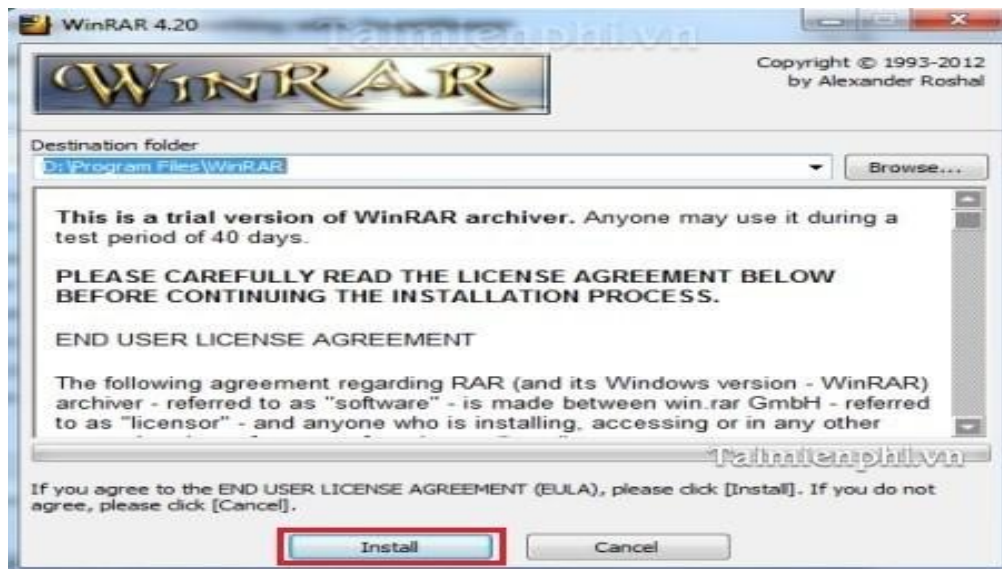 WinRAR 4.20
Taimienphi.vn
WINRAR
Copyright © 1993-2012
by Alexander Roshal
Destination folder
D:\Program Files\WinRAR
Browse...
This is a trial version of WinRAR archiver. Anyone may use it during a
test period of 40 days.
PLEASE CAREFULLY READ THE LICENSE AGREEMENT BELOW
BEFORE CONTINUING THE INSTALLATION PROCESS.
END USER LICENSE AGREEMENT
The following agreement regarding RAR (and its Windows version - WinRAR)
archiver - referred to as "software" - is made between win.rar GmbH - referred
to as "licensor" - and anyone who is installing, accessing or in any other
Taimienphi.vn
If you agree to the END USER LICENSE AGREEMENT (EULA), please click [Install]. If you do not
agree, please click [Cancel].
Install
Cancel